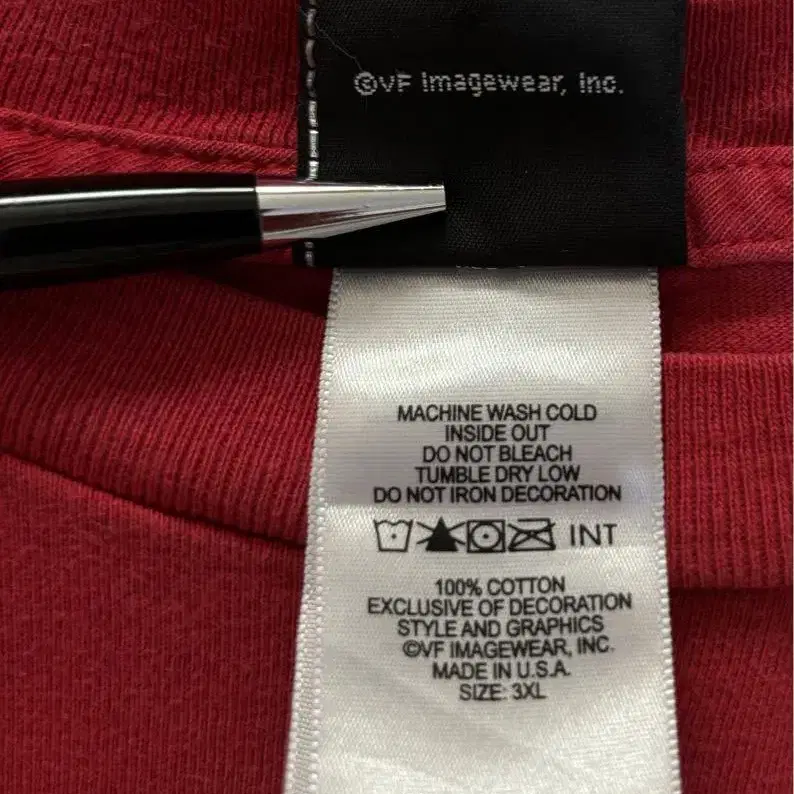 ©VF Imagewear, Inc.
MACHINE WASH COLD
INSIDE OUT
DO NOT BLEACH
TUMBLE DRY LOW
DO NOT IRON DECORATION
INT
100% COTTON
EXCLUSIVE OF DECORATION
STYLE AND GRAPHICS
©VF IMAGEWEAR, INC.
MADE IN U.S.A.
SIZE: 3XL